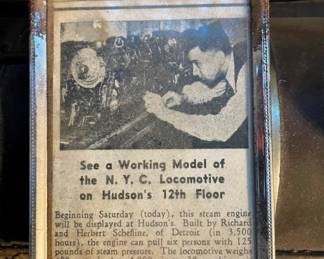 See a Working Model of
the N. Y. C. Locomotive
on Hudson's 12th Floor
Beginning Saturday (today), this steam engine
will be displayed at Hudson's. Built by Richard
and Herbert Schefline, of Detroit (in 3,500
hours), the engine can pull six persons with 125
pounds of steam pressure. The locomotive weighs